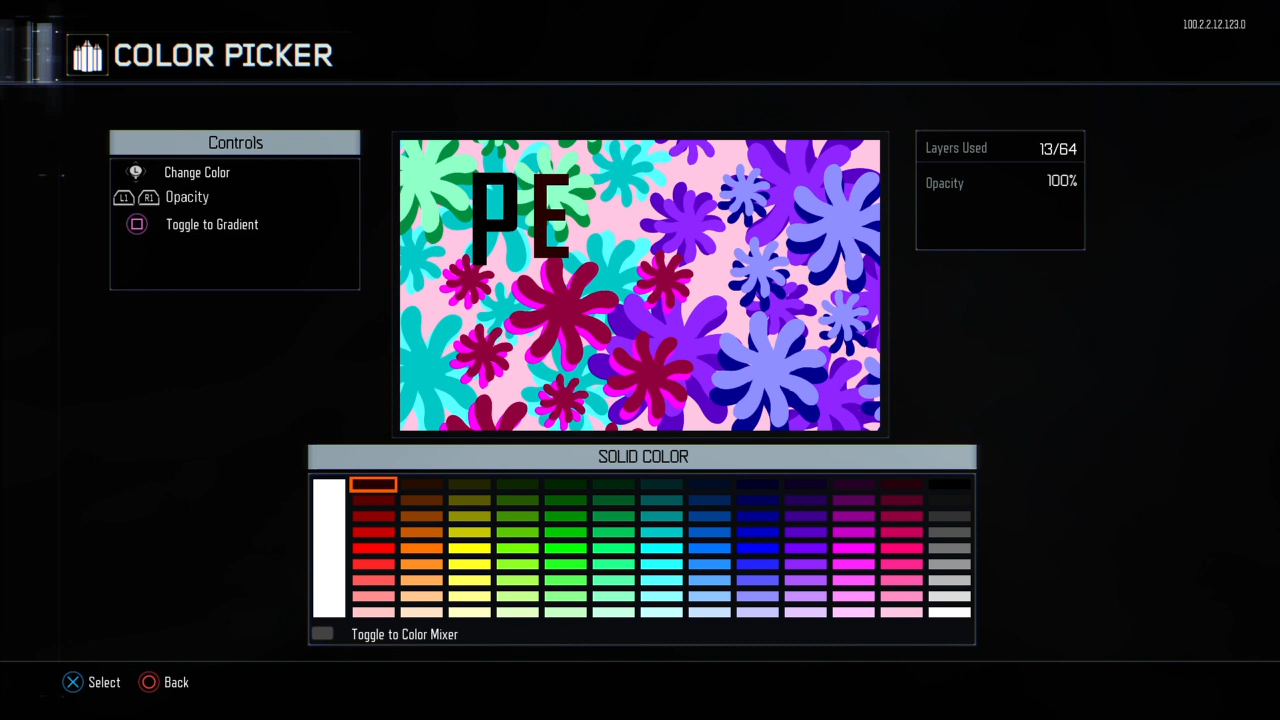 100.2.2.12.123.0
COLOR PICKER
Controls
L Change Color
L1 R1 Opacity
Toggle to Gradient
PE
Layers Used 13/64
Opacity 100%
SOLID COLOR
Toggle to Color Mixer
Select Back